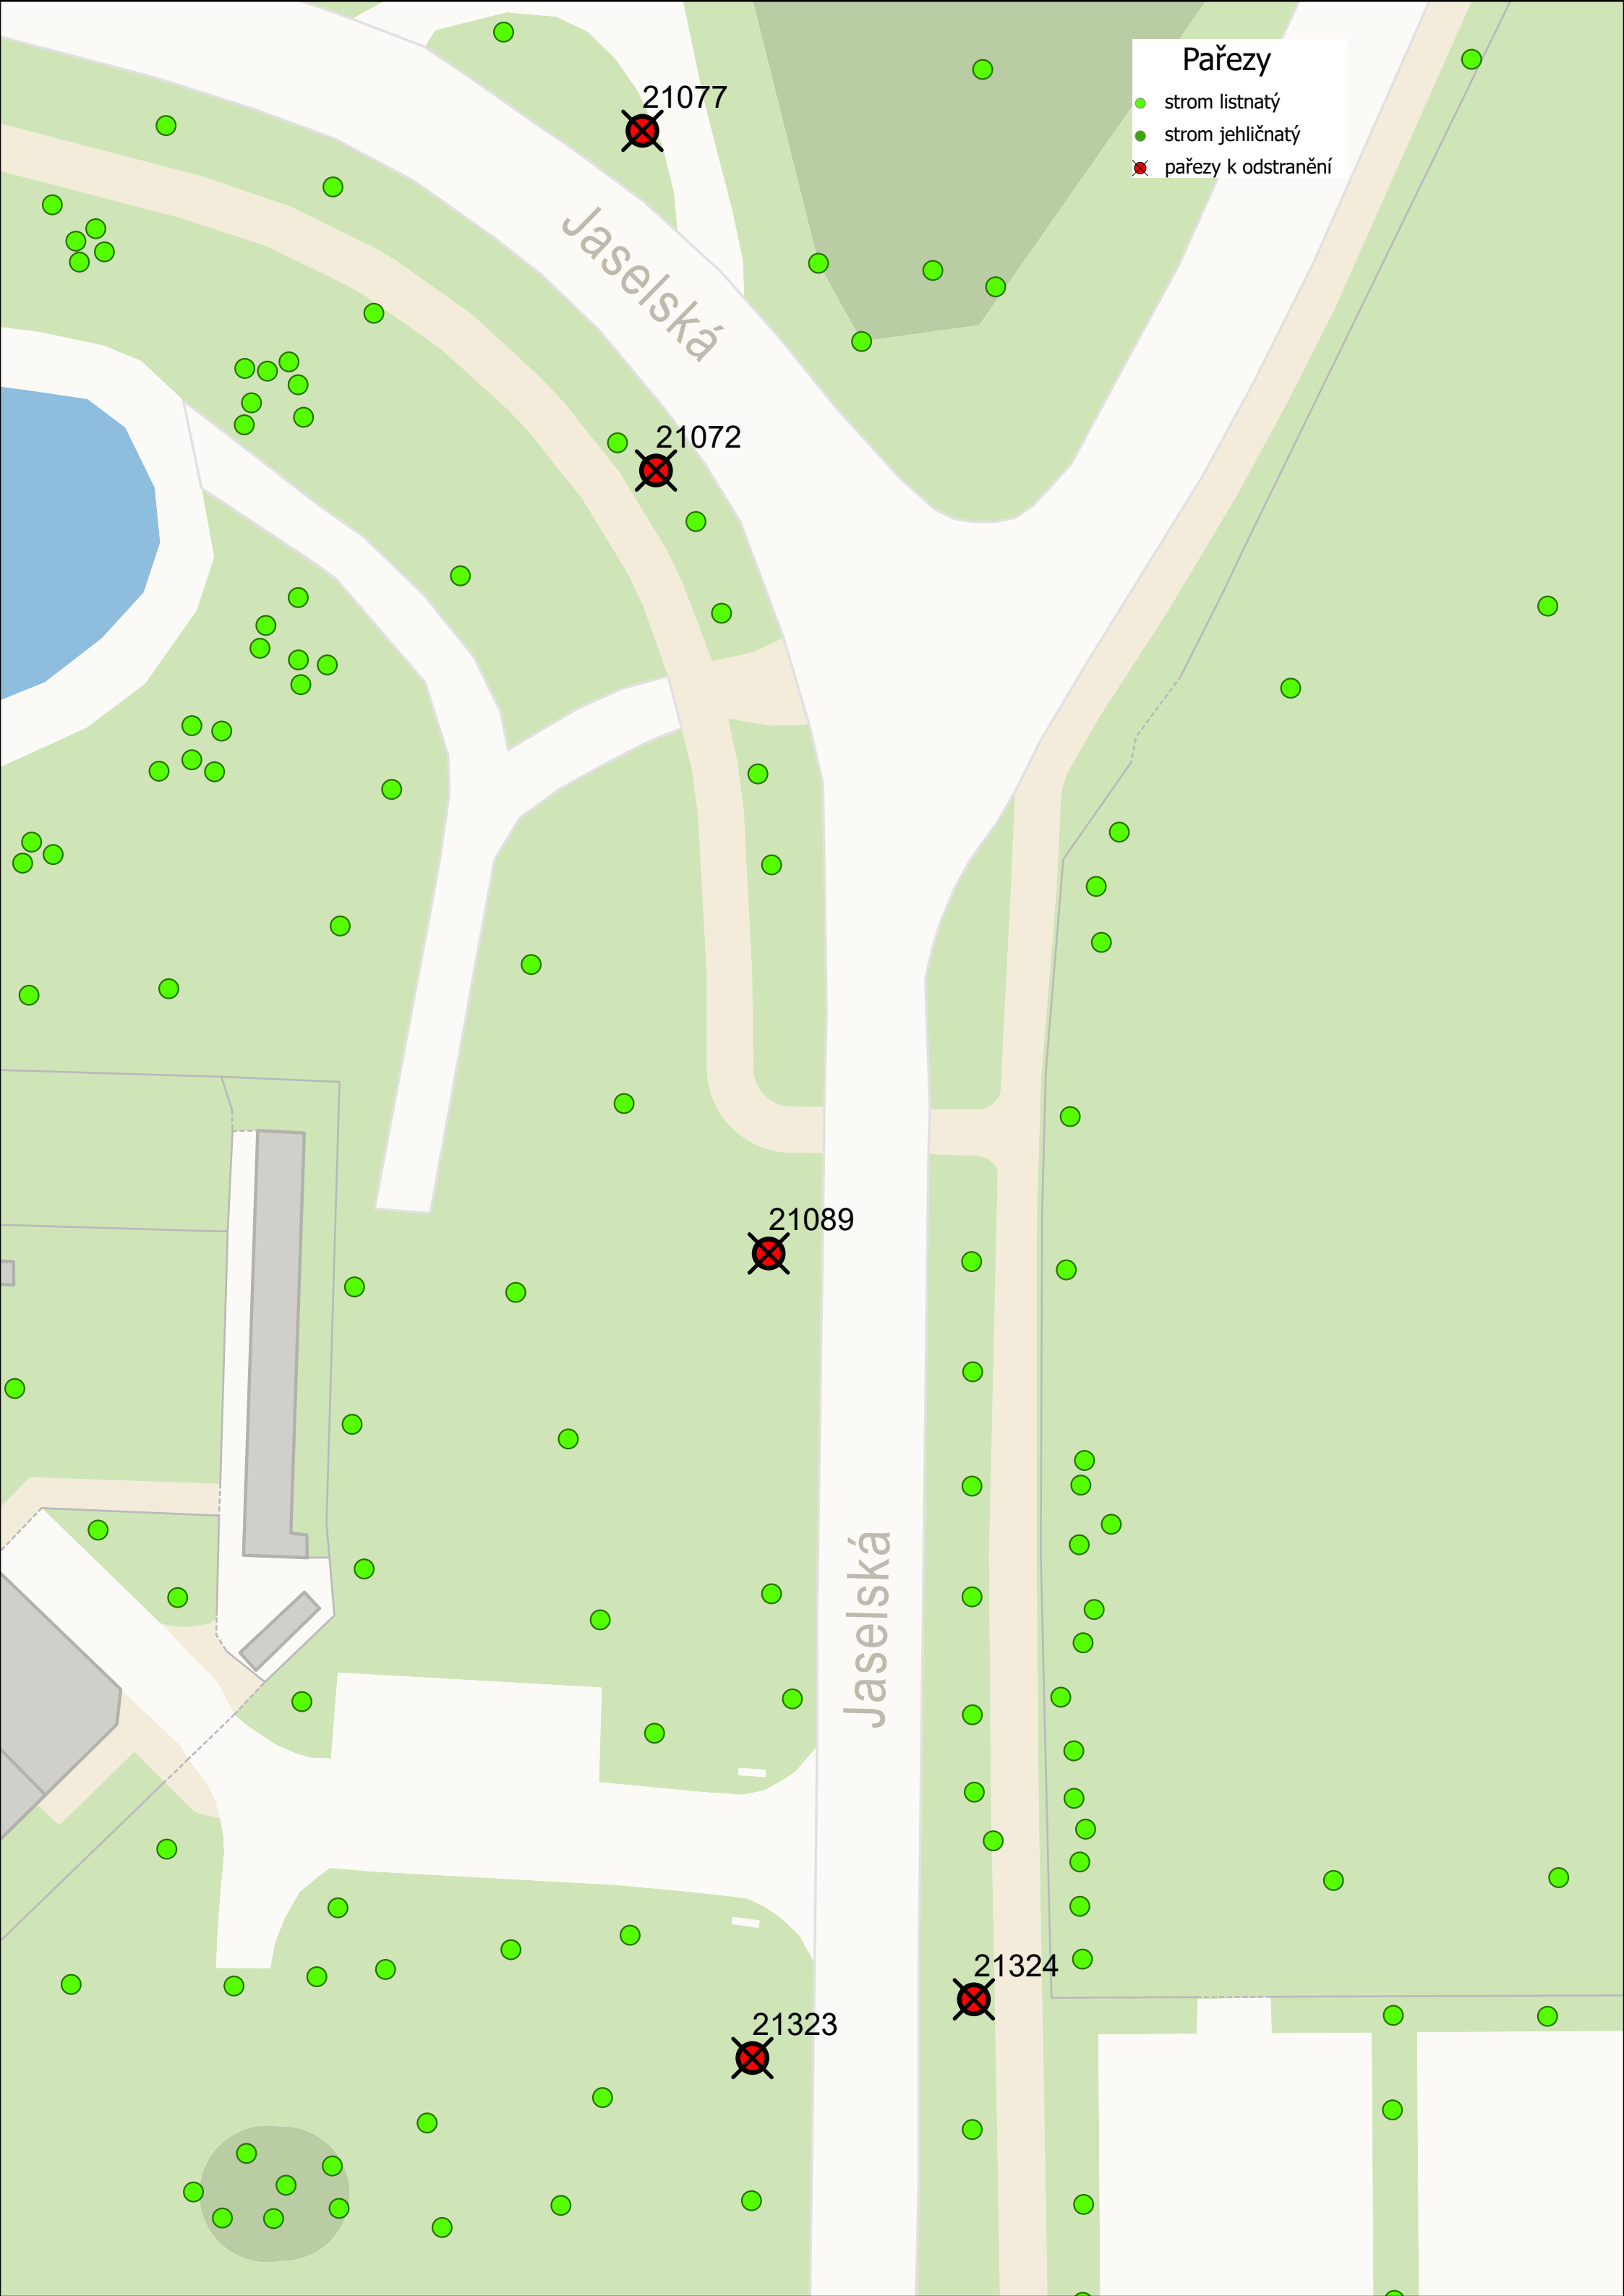 Pařezy
strom listnatý
strom jehličnatý
pařezy k odstranění
21077
Jaselská
21072
21089
Jaselská
21324
21323